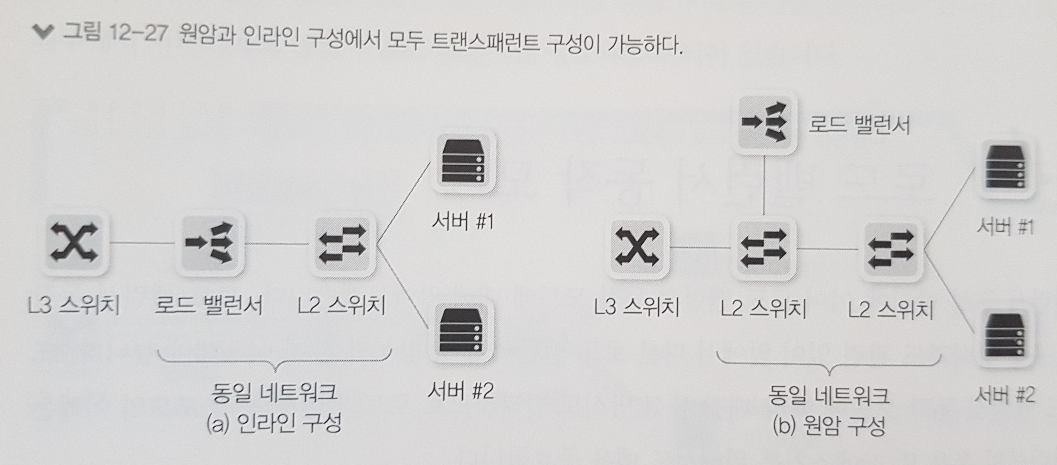 그림 12-27 원암과 인라인 구성에서 모두 트랜스패런트 구성이 가능하다.
로드 밸런서
서버 #1
서버 #1
L3 스위치
로드 밸런서
L2 스위치
L3 스위치
L2 스위치
L2 스위치
서버 #2
서버 #2
동일 네트워크
(a) 인라인 구성
동일 네트워크
(b) 원암 구성